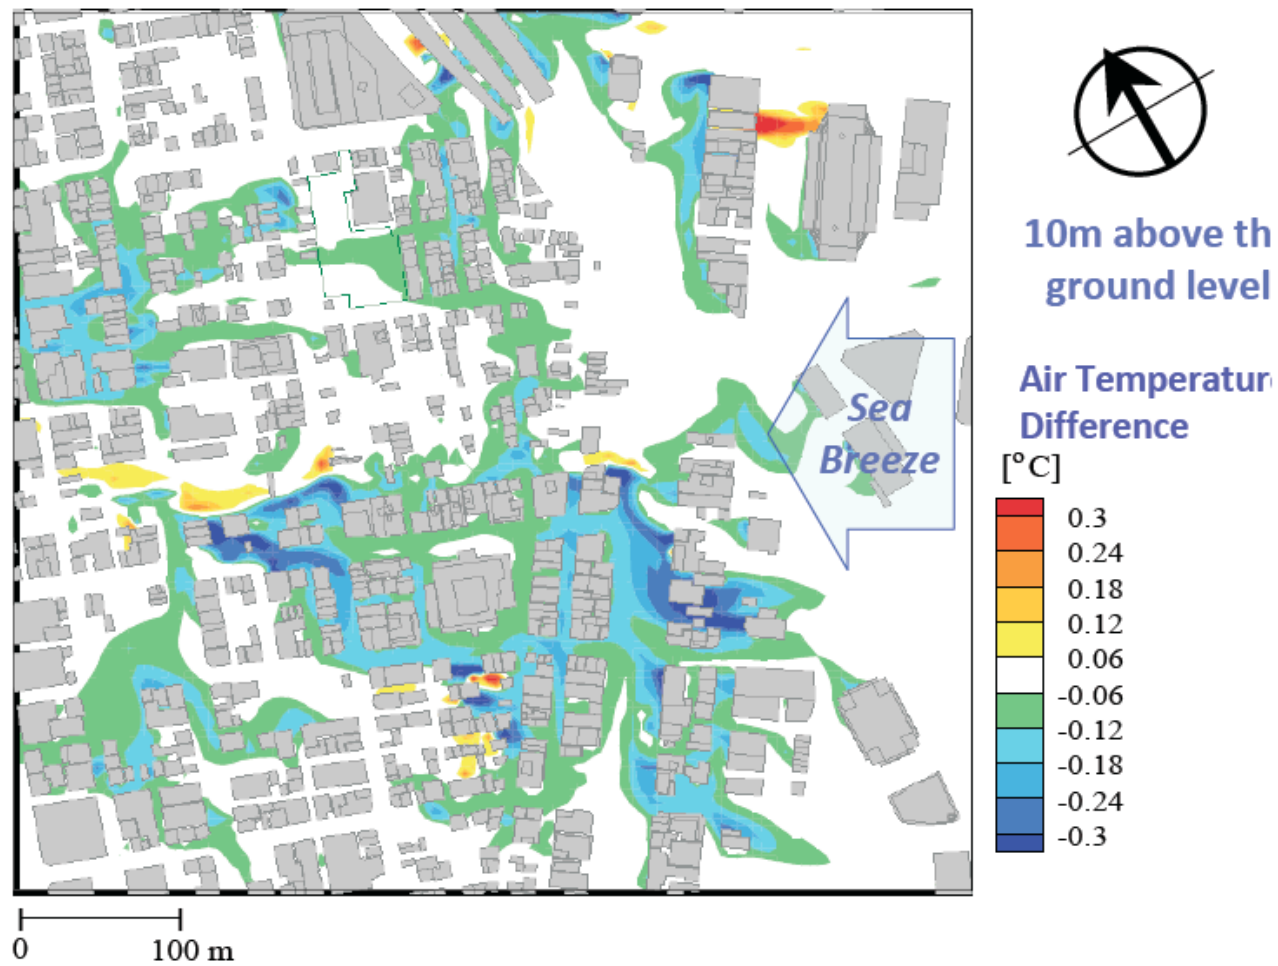 10m above th
ground level
Sea
Breeze
Air Temperature
Difference
[°C]
0.3
0.24
0.18
0.12
0.06
-0.06
-0.12
-0.18
-0.24
-0.3
0
100 m